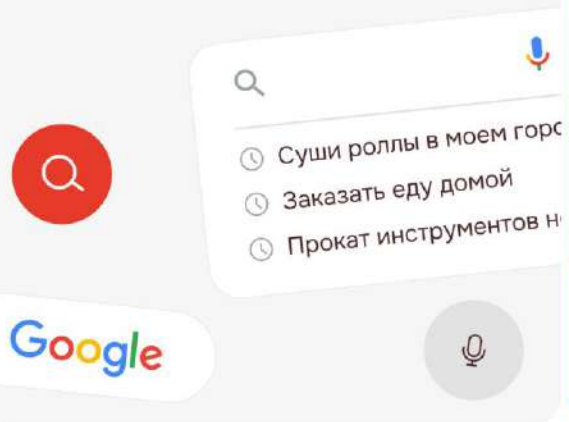 Суши роллы в моем горо
Заказать еду домой
Прокат инструментов н
Google